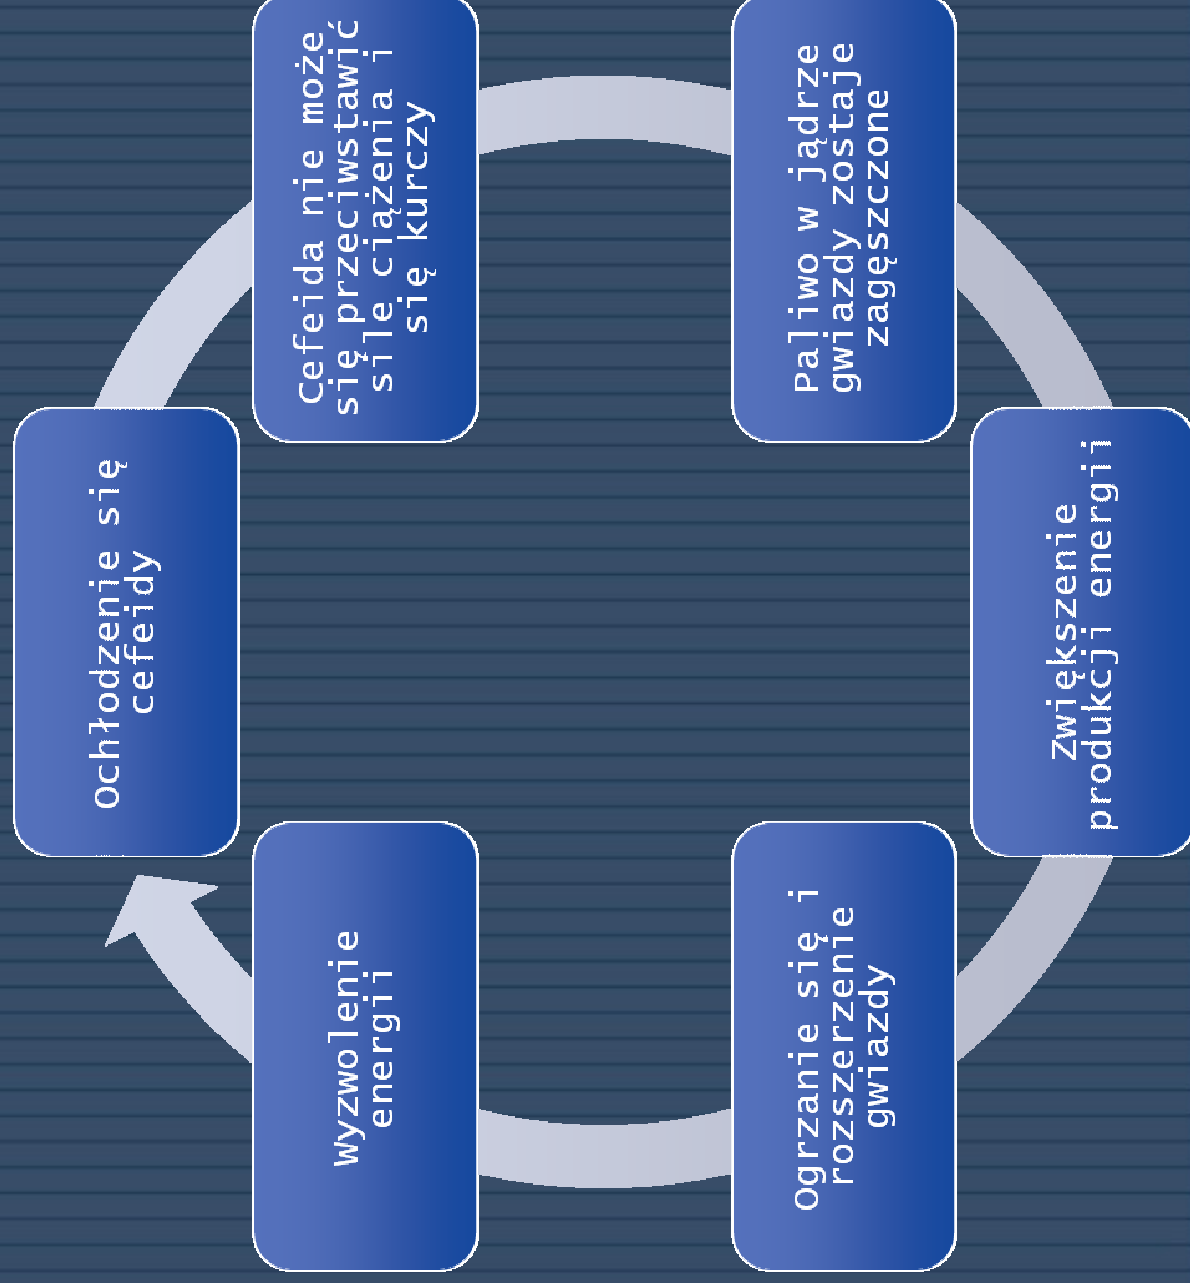 Ochłodzenie się
cefeidy
Cefeida nie może
się przeciwstawić
sile ciążenia i
się kurczy
Paliwo w jądrze
gwiazdy zostaje
zagęszczone
Zwiększenie
produkcji energii
Ogrzanie się i
rozszerzenie
gwiazdy
Wyzwolenie
energii